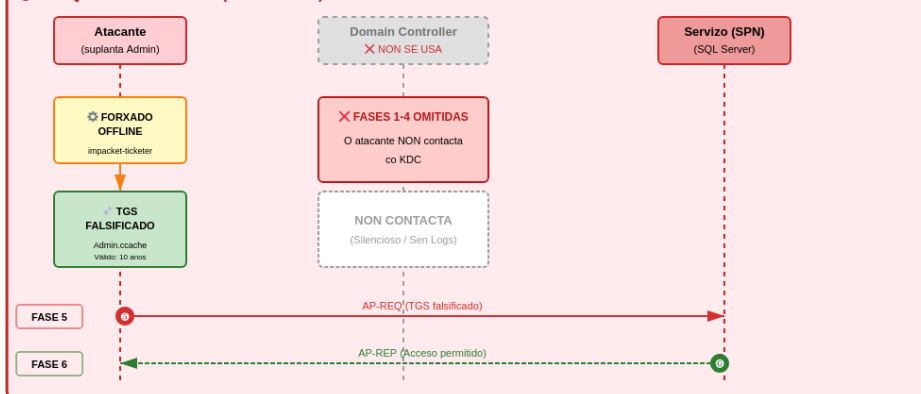 Atacante
(suplanta Admin)
Domain Controller
❌ NON SE USA
Servizo (SPN)
(SQL Server)
⚙ FORXADO
OFFLINE
impacket-ticketer
❌ FASES 1-4 OMITIDAS
O atacante NON contacta
co KDC
TGS
FALSIFICADO
Admin.ccache
Válido: 10 anos
NON CONTACTA
(Silencioso / Sen Logs)
FASE 5
❺
AP-REQ (TGS falsificado)
FASE 6
AP-REP (Acceso permitido)
❻